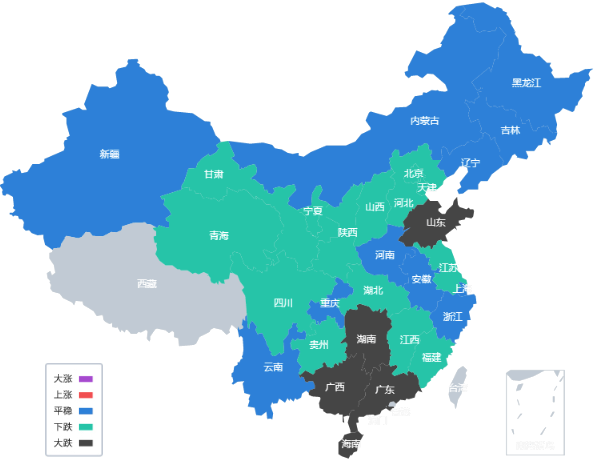 黑龙江
内蒙古
吉林
新疆
辽宁
甘肃
北京
天津
宁夏
山西
河北
山东
青海
陕西
河南
江苏
西藏
安徽
四川
重庆
湖北
上海
浙江
贵州
湖南
江西
福建
云南
广西
广东
台湾
海南
大涨
上涨
平稳
下跌
大跌